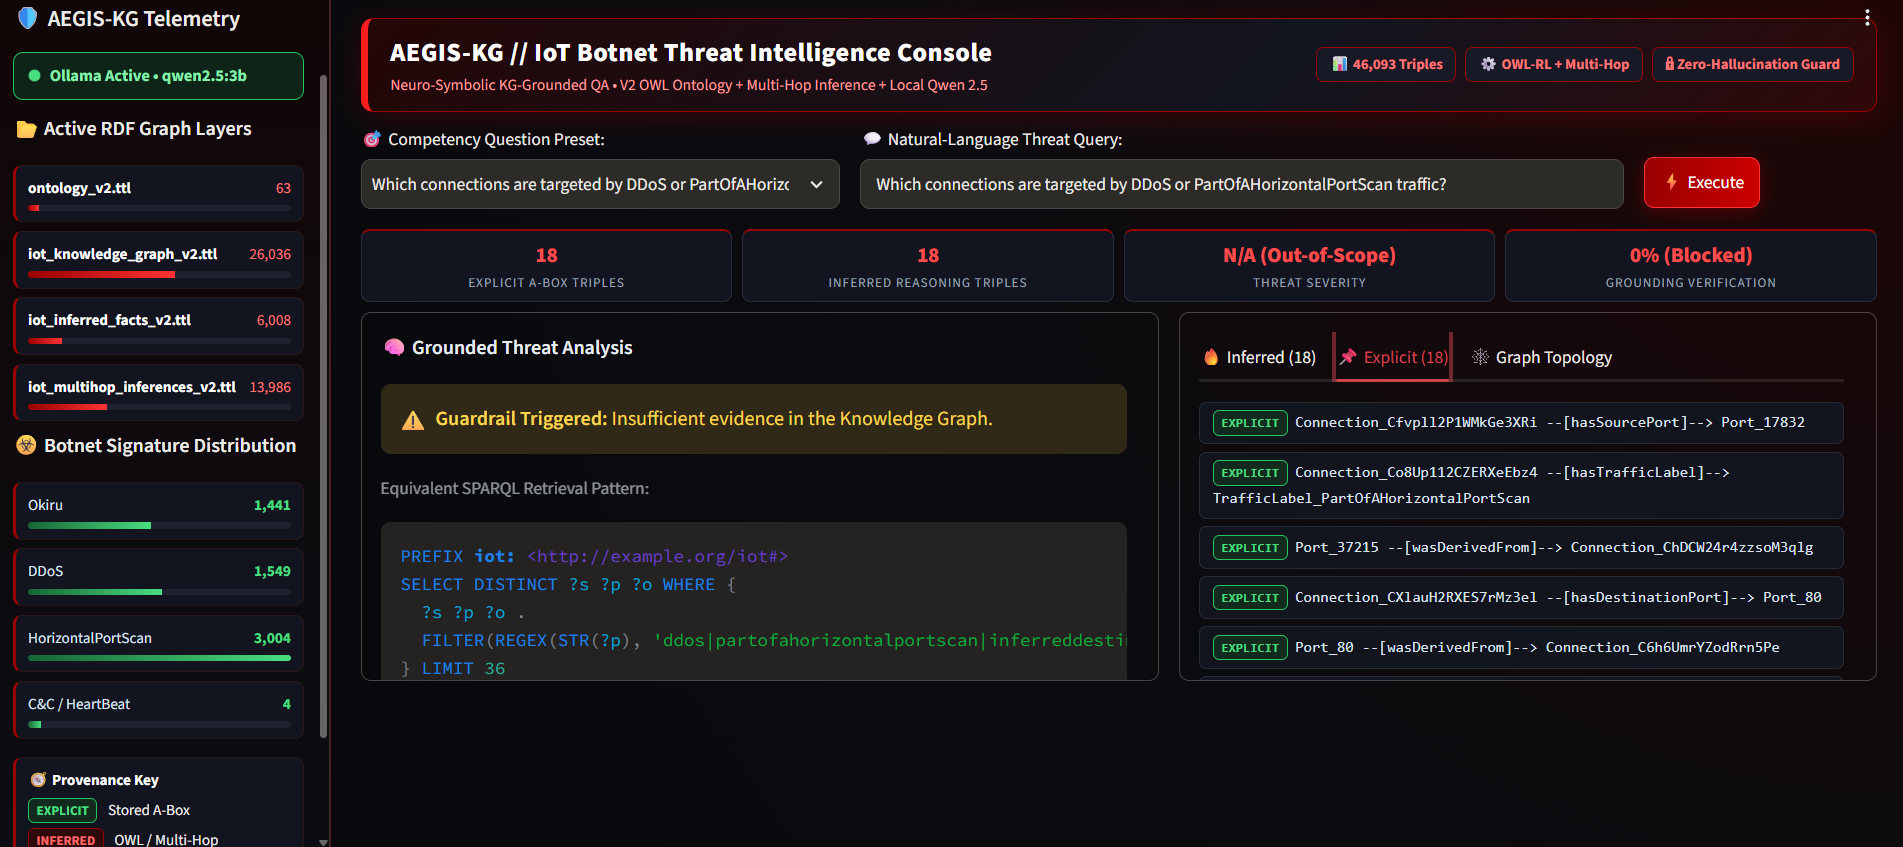 AEGIS-KG Telemetry
Ollama Active • qwen2.5:3b
Active RDF Graph Layers
ontology_v2.ttl 63
iot_knowledge_graph_v2.ttl 26,036
iot_inferred_facts_v2.ttl 6,008
iot_multihop_inferences_v2.ttl 13,986
Botnet Signature Distribution
Okiru 1,441
DDoS 1,549
HorizontalPortScan 3,004
C&C / HeartBeat 4
Provenance Key
EXPLICIT Stored A-Box
INFERRED OWL / Multi-Hop
AEGIS-KG // IoT Botnet Threat Intelligence Console
Neuro-Symbolic KG-Grounded QA • V2 OWL Ontology + Multi-Hop Inference + Local Qwen 2.5
46,093 Triples
OWL-RL + Multi-Hop
Zero-Hallucination Guard
Competency Question Preset:
Which connections are targeted by DDoS or PartOfAHorizo
Natural-Language Threat Query:
Which connections are targeted by DDoS or PartOfAHorizontalPortScan traffic?
Execute
18
EXPLICIT A-BOX TRIPLES
18
INFERRED REASONING TRIPLES
N/A (Out-of-Scope)
THREAT SEVERITY
0% (Blocked)
GROUNDING VERIFICATION
Grounded Threat Analysis
Guardrail Triggered: Insufficient evidence in the Knowledge Graph.
Equivalent SPARQL Retrieval Pattern:
PREFIX iot: <http://example.org/iot#>
SELECT DISTINCT ?s ?p ?o WHERE {
?s ?p ?o .
FILTER(REGEX(STR(?p), 'ddos|partofahorizontalportscan|inferreddesti
} LIMIT 36
Inferred (18)
Explicit (18)
Graph Topology
EXPLICIT Connection_Cfvpll2P1WMkGe3XRi --[hasSourcePort]--> Port_17832
EXPLICIT Connection_Co8Up112CZERXeEbz4 --[hasTrafficLabel]-->
TrafficLabel_PartOfAHorizontalPortScan
EXPLICIT Port_37215 --[wasDerivedFrom]--> Connection_ChDCW24r4zzsoM3qlg
EXPLICIT Connection_CXlauH2RXES7rMz3el --[hasDestinationPort]--> Port_80
EXPLICIT Port_80 --[wasDerivedFrom]--> Connection_C6h6UmrYZodRrn5Pe